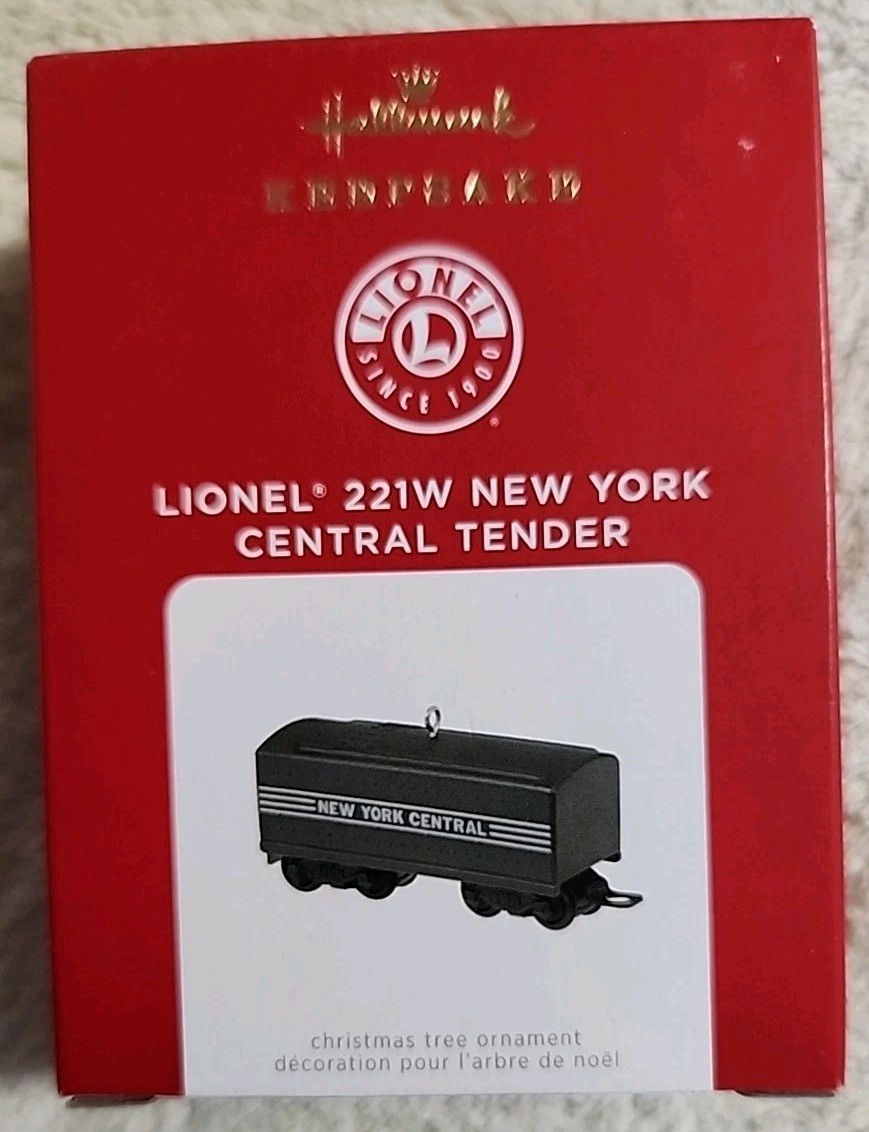 Hallmark
KEEPSAKE
LIONEL
L
SINCE 1900
LIONEL® 221W NEW YORK
CENTRAL TENDER
NEW YORK CENTRAL
christmas tree ornament
décoration pour l'arbre de noël